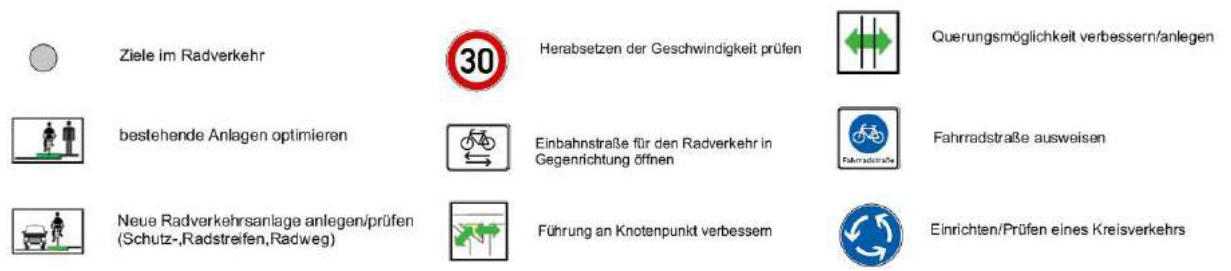 Ziele im Radverkehr
bestehende Anlagen optimieren
Neue Radverkehrsanlage anlegen/prüfen
(Schutz-,Radstreifen,Radweg)
30
Herabsetzen der Geschwindigkeit prüfen
Einbahnstraße für den Radverkehr in
Gegenrichtung öffnen
Führung an Knotenpunkt verbessern
Querungsmöglichkeit verbessern/anlegen
Fahrradstraße
Fahrradstraße ausweisen
Einrichten/Prüfen eines Kreisverkehrs